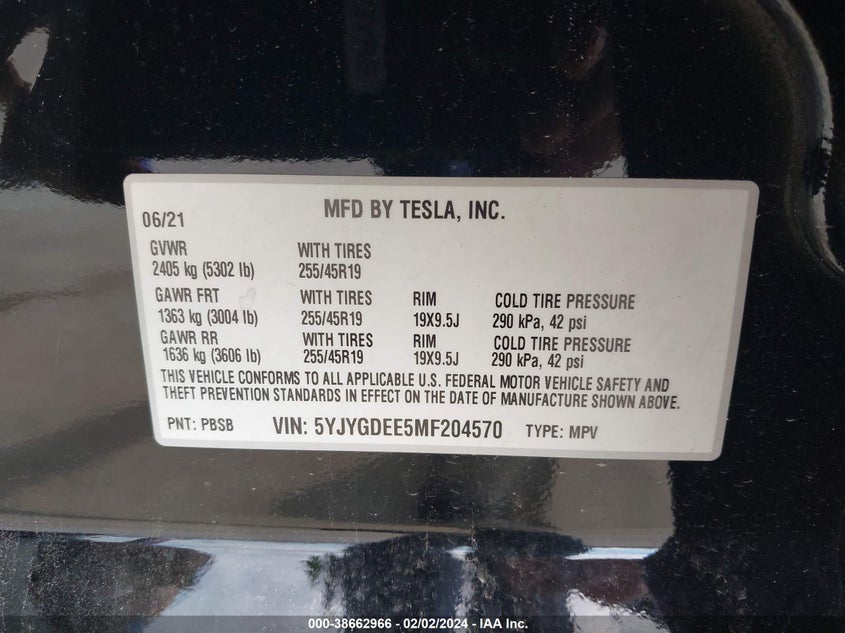 06/21 MFD BY TESLA, INC.
GVWR WITH TIRES
2405 kg (5302 lb) 255/45R19
GAWR FRT WITH TIRES RIM COLD TIRE PRESSURE
1363 kg (3004 lb) 255/45R19 19X9.5J 290 kPa, 42 psi
GAWR RR WITH TIRES RIM COLD TIRE PRESSURE
1636 kg (3606 lb) 255/45R19 19X9.5J 290 kPa, 42 psi
THIS VEHICLE CONFORMS TO ALL APPLICABLE U.S. FEDERAL MOTOR VEHICLE SAFETY AND
THEFT PREVENTION STANDARDS IN EFFECT ON THE DATE OF MANUFACTURE SHOWN ABOVE.
PNT: PBSB VIN: 5YJYGDEE5MF204570 TYPE: MPV
000-38662966 - 02/02/2024 - IAA Inc.